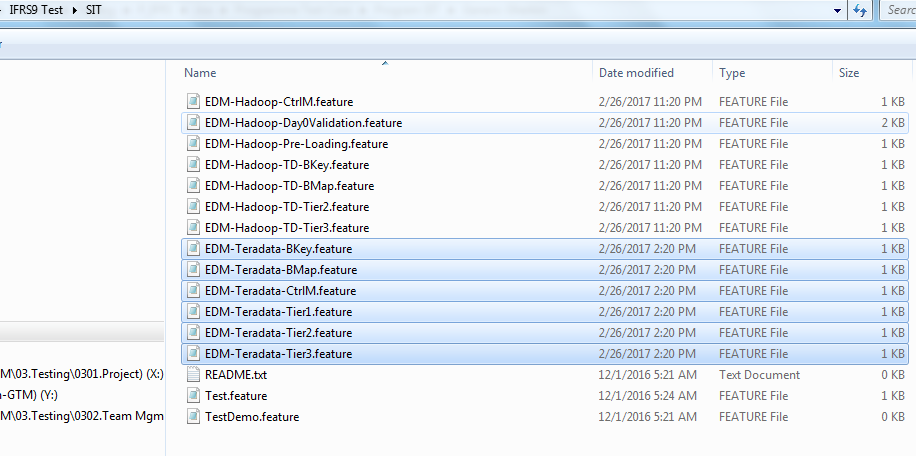 IFRS9 Test ▸ SIT
Searc
r
Name Date modified Type Size
EDM-Hadoop-CtrlM.feature 2/26/2017 11:20 PM FEATURE File 1 KB
EDM-Hadoop-Day0Validation.feature 2/26/2017 11:20 PM FEATURE File 2 KB
EDM-Hadoop-Pre-Loading.feature 2/26/2017 11:20 PM FEATURE File 1 KB
EDM-Hadoop-TD-BKey.feature 2/26/2017 11:20 PM FEATURE File 1 KB
EDM-Hadoop-TD-BMap.feature 2/26/2017 11:20 PM FEATURE File 1 KB
EDM-Hadoop-TD-Tier2.feature 2/26/2017 11:20 PM FEATURE File 1 KB
EDM-Hadoop-TD-Tier3.feature 2/26/2017 11:20 PM FEATURE File 1 KB
EDM-Teradata-BKey.feature 2/26/2017 2:20 PM FEATURE File 1 KB
EDM-Teradata-BMap.feature 2/26/2017 2:20 PM FEATURE File 1 KB
EDM-Teradata-CtrlM.feature 2/26/2017 2:20 PM FEATURE File 1 KB
EDM-Teradata-Tier1.feature 2/26/2017 2:20 PM FEATURE File 1 KB
EDM-Teradata-Tier2.feature 2/26/2017 2:20 PM FEATURE File 1 KB
EDM-Teradata-Tier3.feature 2/26/2017 2:20 PM FEATURE File 1 KB
README.txt 12/1/2016 5:21 AM Text Document 0 KB
Test.feature 12/1/2016 5:24 AM FEATURE File 1 KB
TestDemo.feature 12/1/2016 5:21 AM FEATURE File 0 KB
M\03.Testing\0301.Project) (X:)
n-GTM) (Y:)
M\03.Testing\0302.Team Mgm